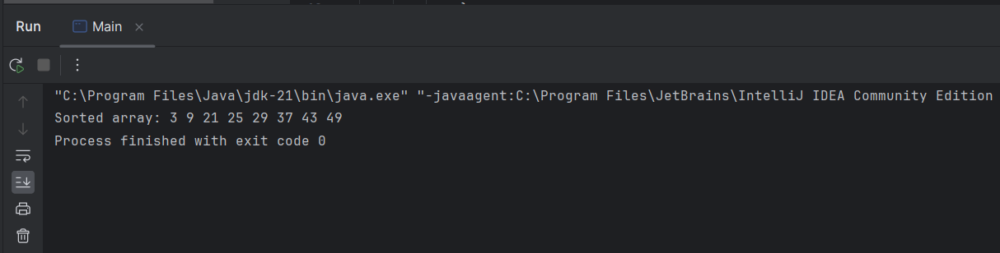 Run Main
"C:\Program Files\Java\jdk-21\bin\java.exe" "-javaagent:C:\Program Files\JetBrains\IntelliJ IDEA Community Edition
Sorted array: 3 9 21 25 29 37 43 49
Process finished with exit code 0